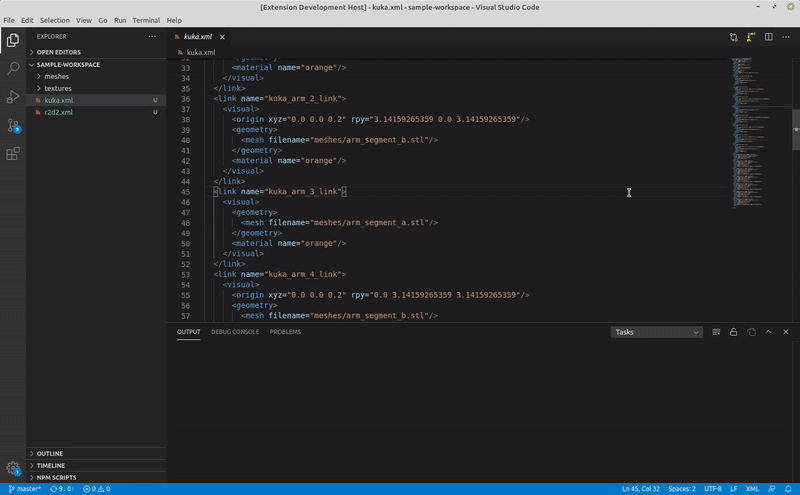 [Extension Development Host] - kuka.xml - sample-workspace - Visual Studio Code
File Edit Selection View Go Run Terminal Help
EXPLORER
OPEN EDITORS
SAMPLE-WORKSPACE
meshes
textures
kuka.xml U
r2d2.xml U
OUTLINE
TIMELINE
NPM SCRIPTS
kuka.xml
kuka.xml
33 <material name="orange"/>
34 </visual>
35 </link>
36 <link name="kuka_arm_2_link">
37 <visual>
38 <origin xyz="0.0 0.0 0.2" rpy="3.14159265359 0.0 3.14159265359"/>
39 <geometry>
40 <mesh filename="meshes/arm_segment_b.stl"/>
41 </geometry>
42 <material name="orange"/>
43 </visual>
44 </link>
45 <link name="kuka_arm_3_link">
46 <visual>
47 <geometry>
48 <mesh filename="meshes/arm_segment_a.stl"/>
49 </geometry>
50 <material name="orange"/>
51 </visual>
52 </link>
53 <link name="kuka_arm_4_link">
54 <visual>
55 <origin xyz="0.0 0.0 0.2" rpy="0.0 3.14159265359 3.14159265359"/>
56 <geometry>
57 <mesh filename="meshes/arm_segment_b.stl"/>
OUTPUT DEBUG CONSOLE PROBLEMS
Tasks
master* 9↓ 0↑ 0 0
Ln 45, Col 32 Spaces: 2 UTF-8 LF XML